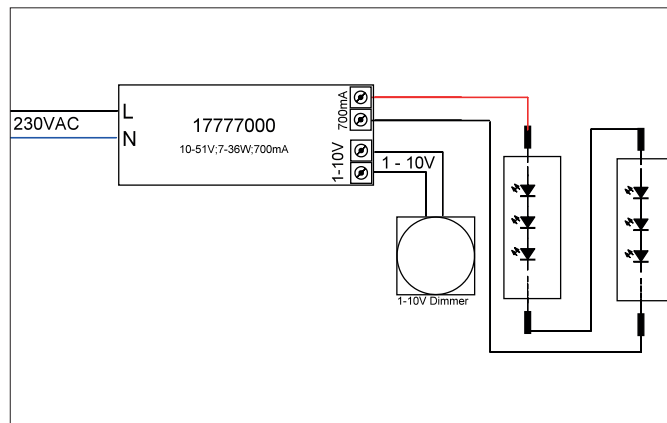 L
230VAC
N
17777000
10-51V;7-36W;700mA
700mA
1-10V
1 - 10V
1-10V Dimmer